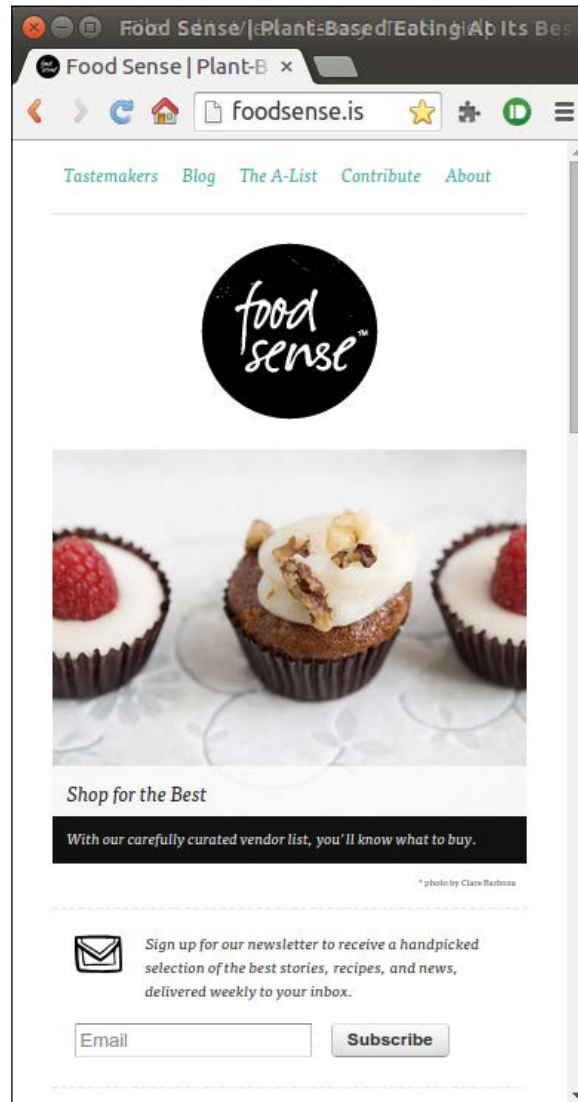 Food Sense | Plant-Based Eating At Its Bes
Food Sense | Plant-B
foodsense.is
Tastemakers Blog The A-List Contribute About
food
sense™
Shop for the Best
With our carefully curated vendor list, you'll know what to buy.
* photo by Clare Barboza
Sign up for our newsletter to receive a handpicked
selection of the best stories, recipes, and news,
delivered weekly to your inbox.
Email Subscribe